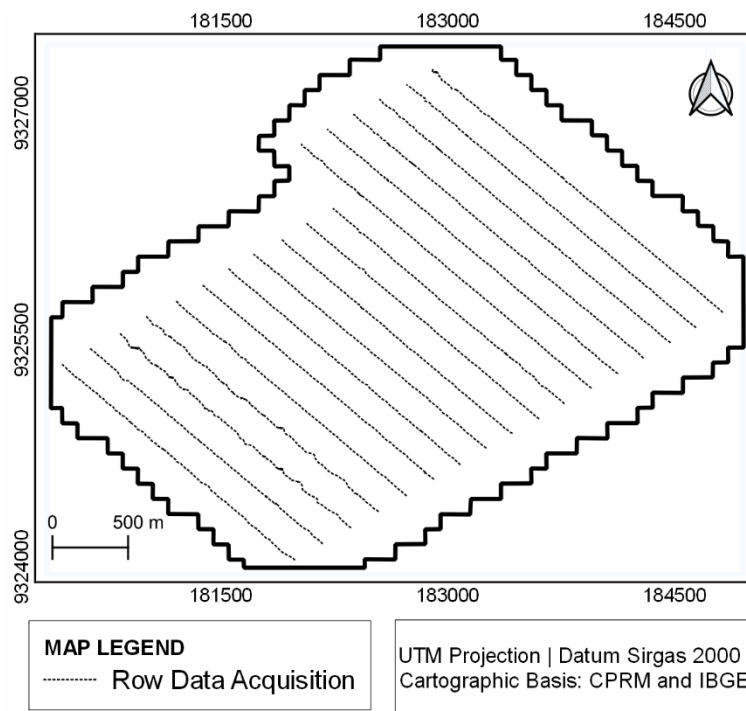 181500 183000 184500
9327000
9325500
9324000
0 500 m
181500 183000 184500
MAP LEGEND
Row Data Acquisition
UTM Projection | Datum Sirgas 2000
Cartographic Basis: CPRM and IBGE